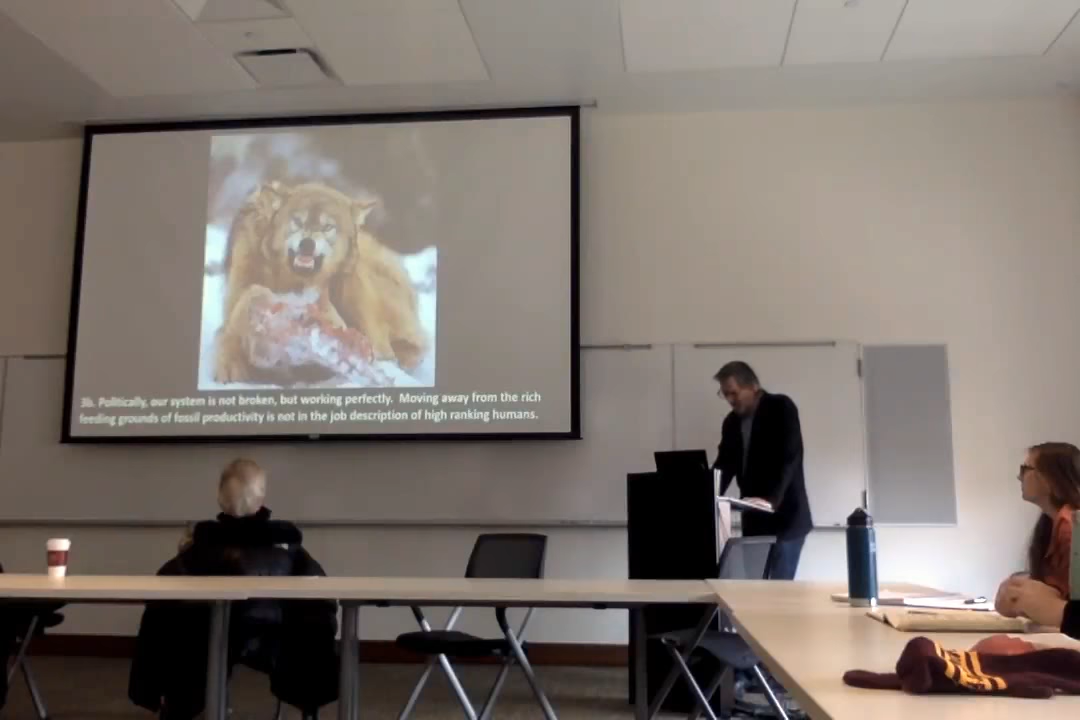 3b. Politically, our system is not broken, but working perfectly. Moving away from the rich
feeding grounds of fossil productivity is not in the job description of high ranking humans.